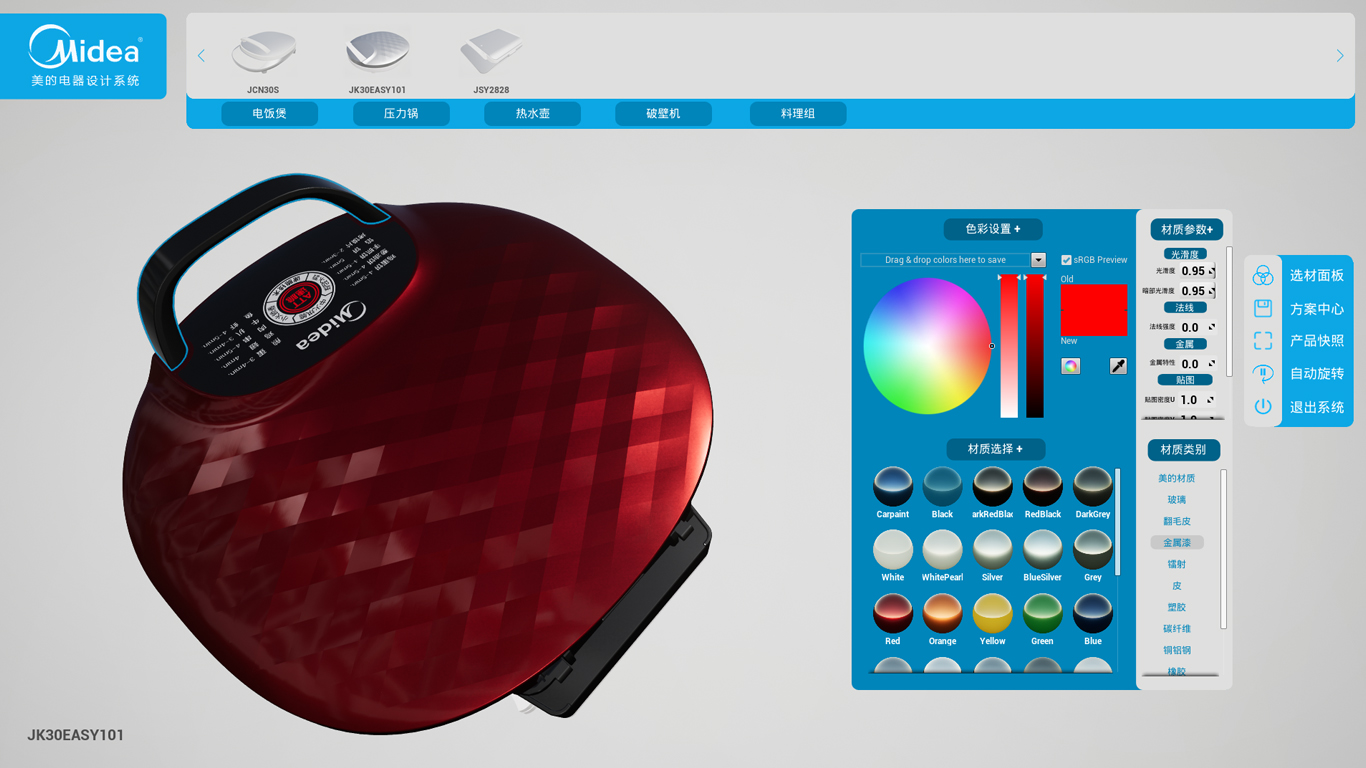 Midea
美的电器设计系统
JCN30S
JK30EASY101
JSY2828
电饭煲
压力锅
热水壶
破壁机
料理组
Midea
色彩设置 +
Drag & drop colors here to save
sRGB Preview
Old
New
材质参数+
光滑度
光滑度 0.95
暗部光滑度 0.95
法线
法线强度 0.0
金属
金属特性 0.0
贴图
贴图密度U 1.0
选材面板
方案中心
产品快照
自动旋转
退出系统
材质选择 +
Carpaint
Black
arkRedBlac
RedBlack
DarkGrey
White
WhitePearl
Silver
BlueSilver
Grey
Red
Orange
Yellow
Green
Blue
材质类别
美的材质
玻璃
翻毛皮
金属漆
镭射
皮
塑胶
碳纤维
铜铝钢
橡胶
JK30EASY101